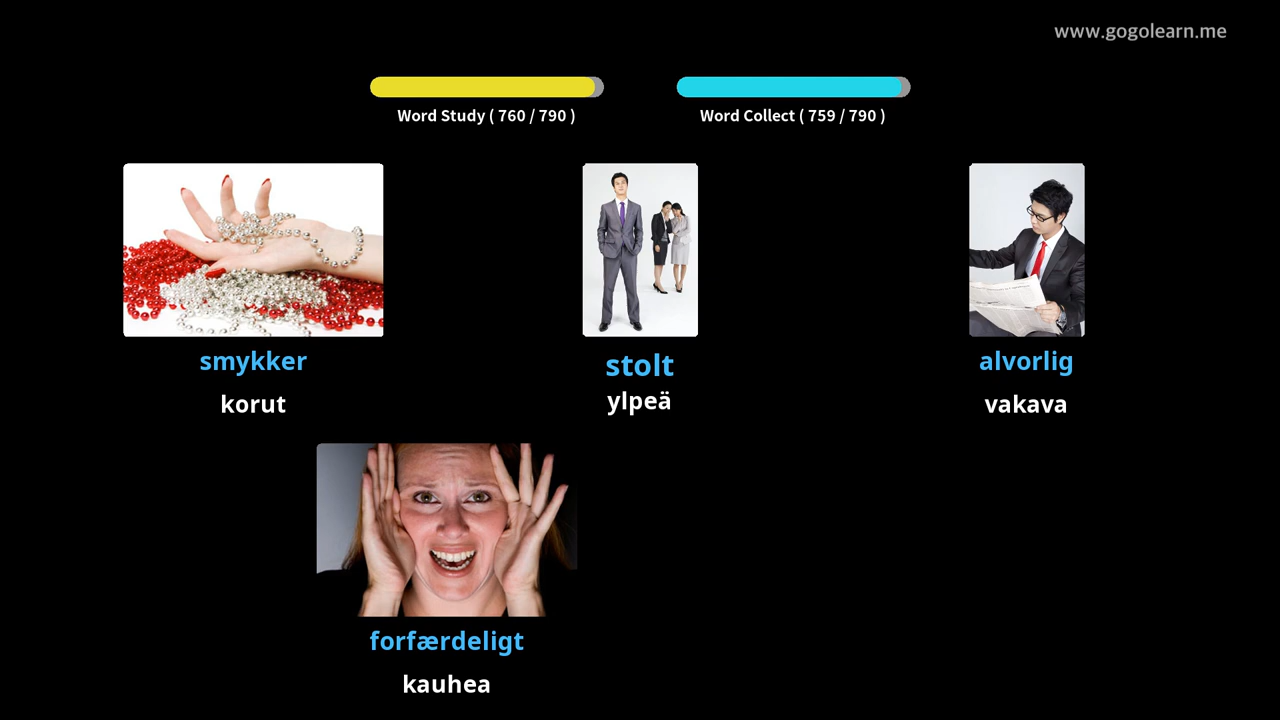 www.gogolearn.me
Word Study ( 760 / 790 )
Word Collect ( 759 / 790 )
smykker
korut
stolt
ylpeä
alvorlig
vakava
forfærdeligt
kauhea